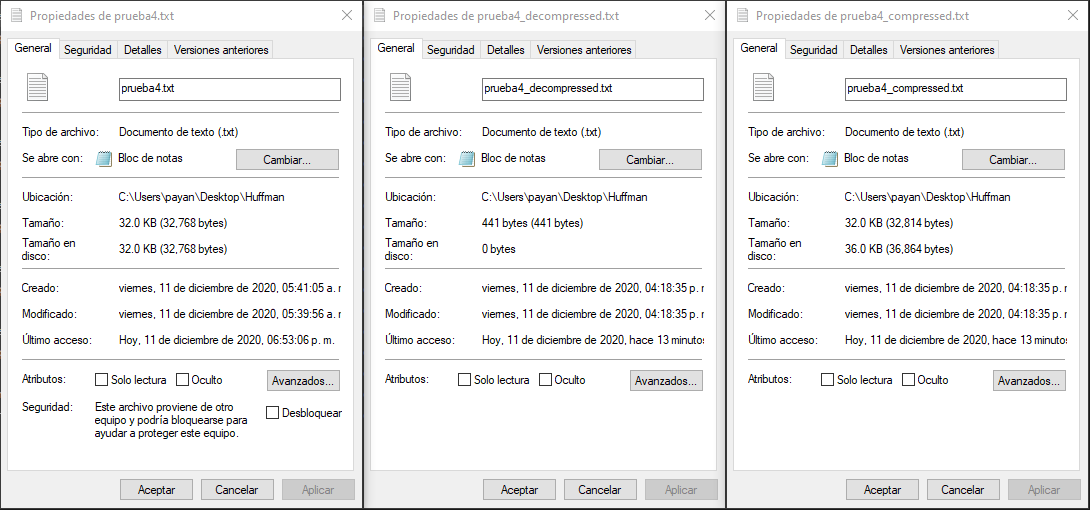 Propiedades de prueba4.txt
General Seguridad Detalles Versiones anteriores
prueba4.txt
Tipo de archivo: Documento de texto (.txt)
Se abre con: Bloc de notas Cambiar...
Ubicación: C:\Users\payan\Desktop\Huffman
Tamaño: 32.0 KB (32,768 bytes)
Tamaño en
disco: 32.0 KB (32,768 bytes)
Creado: viernes, 11 de diciembre de 2020, 05:41:05 a. r
Modificado: viernes, 11 de diciembre de 2020, 05:39:56 a. r
Último acceso: Hoy, 11 de diciembre de 2020, 06:53:06 p. m.
Atributos: Solo lectura Oculto Avanzados...
Seguridad: Este archivo proviene de otro
equipo y podría bloquearse para
ayudar a proteger este equipo.
Desbloquear
Aceptar Cancelar Aplicar
Propiedades de prueba4_decompressed.txt
General Seguridad Detalles Versiones anteriores
prueba4_decompressed.txt
Tipo de archivo: Documento de texto (.txt)
Se abre con: Bloc de notas Cambiar...
Ubicación: C:\Users\payan\Desktop\Huffman
Tamaño: 441 bytes (441 bytes)
Tamaño en
disco: 0 bytes
Creado: viernes, 11 de diciembre de 2020, 04:18:35 p. r
Modificado: viernes, 11 de diciembre de 2020, 04:18:35 p. r
Último acceso: Hoy, 11 de diciembre de 2020, hace 13 minutos
Atributos: Solo lectura Oculto Avanzados...
Aceptar Cancelar Aplicar
Propiedades de prueba4_compressed.txt
General Seguridad Detalles Versiones anteriores
prueba4_compressed.txt
Tipo de archivo: Documento de texto (.txt)
Se abre con: Bloc de notas Cambiar...
Ubicación: C:\Users\payan\Desktop\Huffman
Tamaño: 32.0 KB (32,814 bytes)
Tamaño en
disco: 36.0 KB (36,864 bytes)
Creado: viernes, 11 de diciembre de 2020, 04:18:35 p. r
Modificado: viernes, 11 de diciembre de 2020, 04:18:35 p. r
Último acceso: Hoy, 11 de diciembre de 2020, hace 13 minutos
Atributos: Solo lectura Oculto Avanzados...
Aceptar Cancelar Aplicar